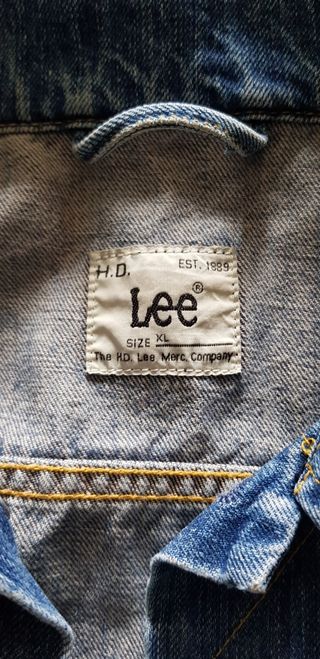 H.D. EST. 1889
Lee®
SIZE XL
The H.D. Lee Merc. Company